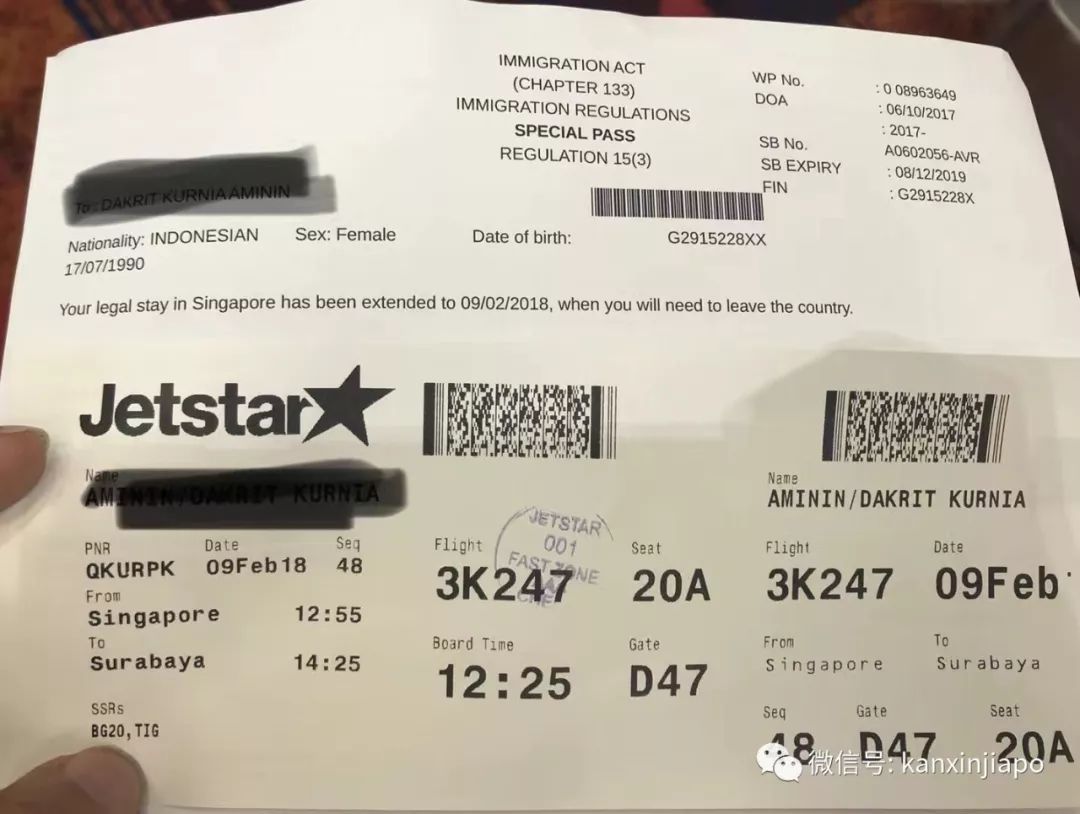 IMMIGRATION ACT
(CHAPTER 133)
IMMIGRATION REGULATIONS
SPECIAL PASS
REGULATION 15(3)
WP No. : 0 08963649
DOA : 06/10/2017
SB No. : 2017-
A0602056-AVR
SB EXPIRY : 08/12/2019
FIN : G2915228X
To : DAKRIT KURNIA AMININ
Nationality: INDONESIAN Sex: Female Date of birth: G2915228XX
17/07/1990
Your legal stay in Singapore has been extended to 09/02/2018, when you will need to leave the country.
Jetstar
Name
AMININ/DAKRIT KURNIA
PNR Date Seq
QKURPK 09Feb18 48
From
Singapore 12:55
To
Surabaya 14:25
SSRs
BG20,TIG
JETSTAR
001
FAST ZONE
Flight Seat
3K247 20A
Board Time Gate
12:25 D47
Name
AMININ/DAKRIT KURNIA
Flight Date
3K247 09Feb
From To
Singapore Surabaya
Seq Gate Seat
48 D47 20A
微信号: kanxinjiapo